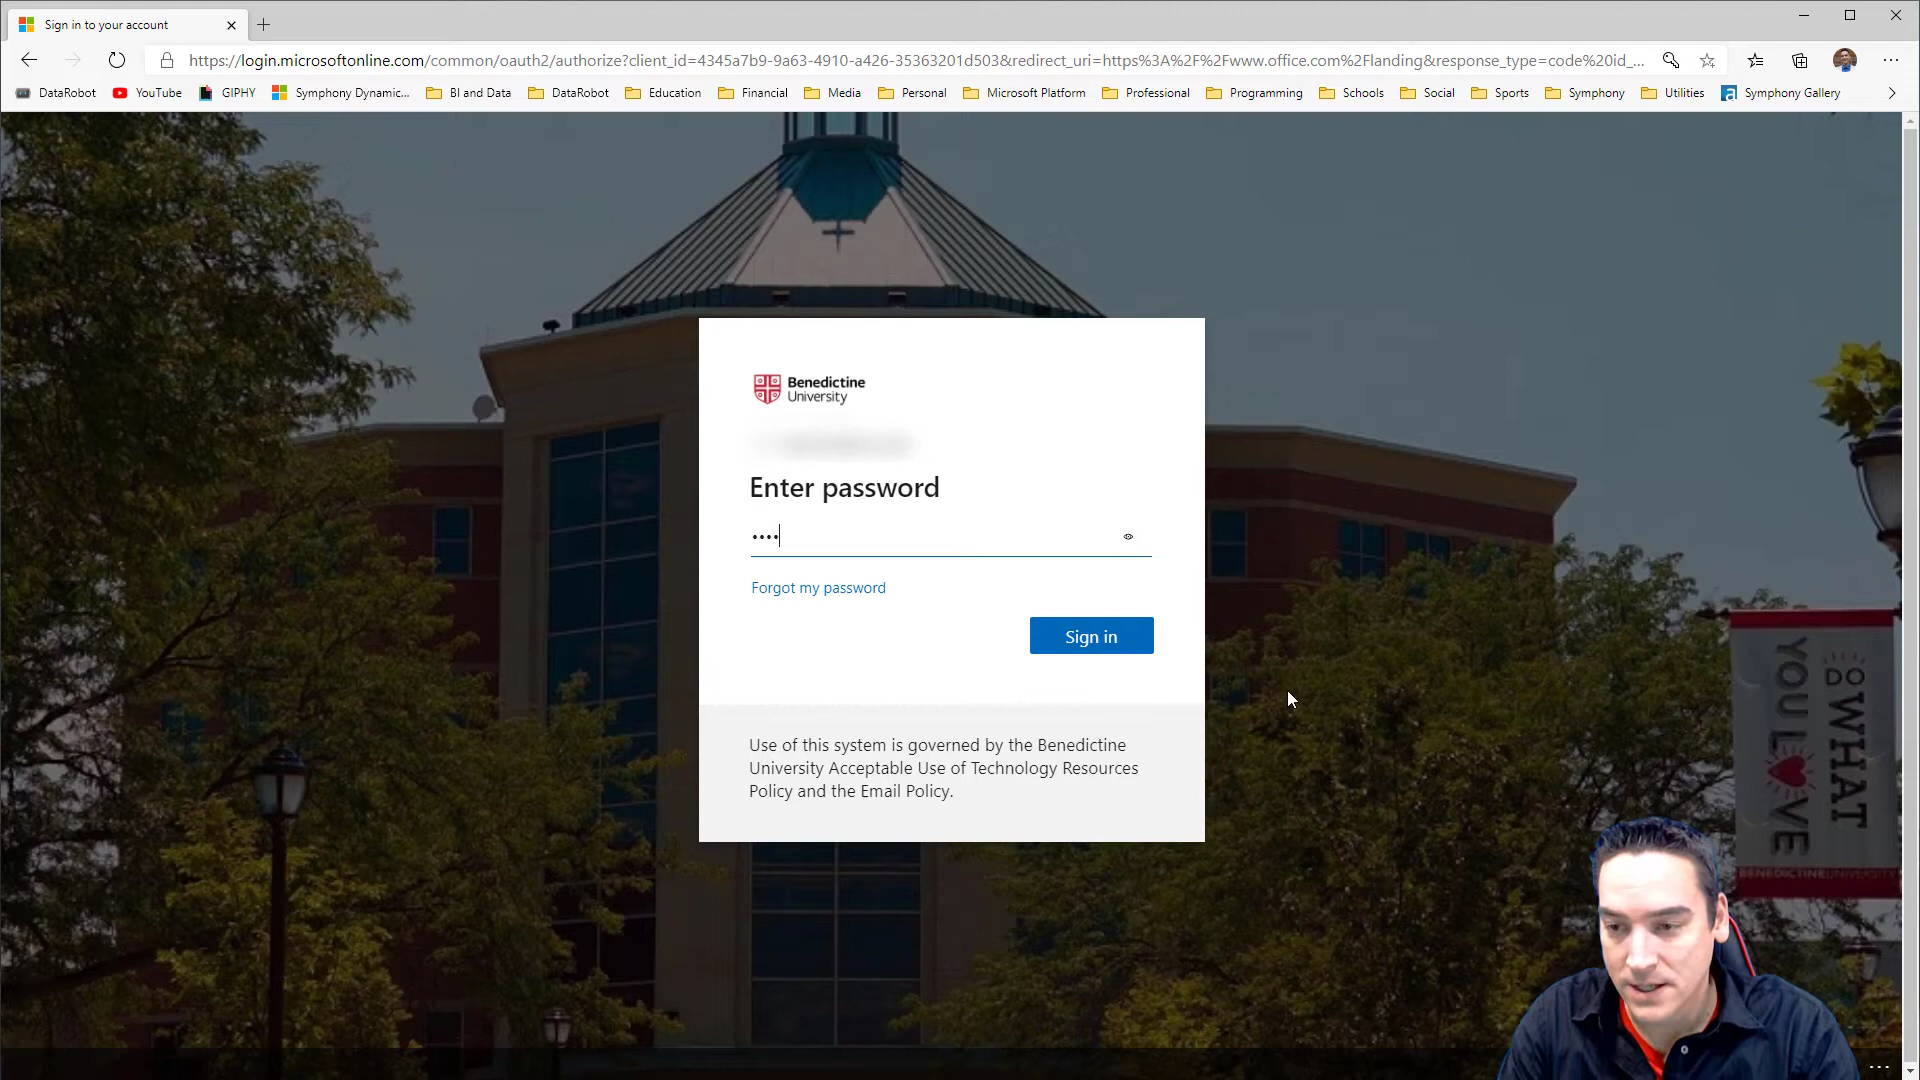 Sign in to your account
https://login.microsoftonline.com/common/oauth2/authorize?client_id=4345a7b9-9a63-4910-a426-35363201d503&redirect_uri=https%3A%2F%2Fwww.office.com%2Flanding&response_type=code%20id_...
DataRobot YouTube GIPHY Symphony Dynamic... BI and Data DataRobot Education Financial Media Personal Microsoft Platform Professional Programming Schools Social Sports Symphony Utilities Symphony Gallery
Benedictine
University
Enter password
Forgot my password
Sign in
Use of this system is governed by the Benedictine
University Acceptable Use of Technology Resources
Policy and the Email Policy.
DO
WHAT
YOU LOVE
BENEDICTINE UNIVERSITY